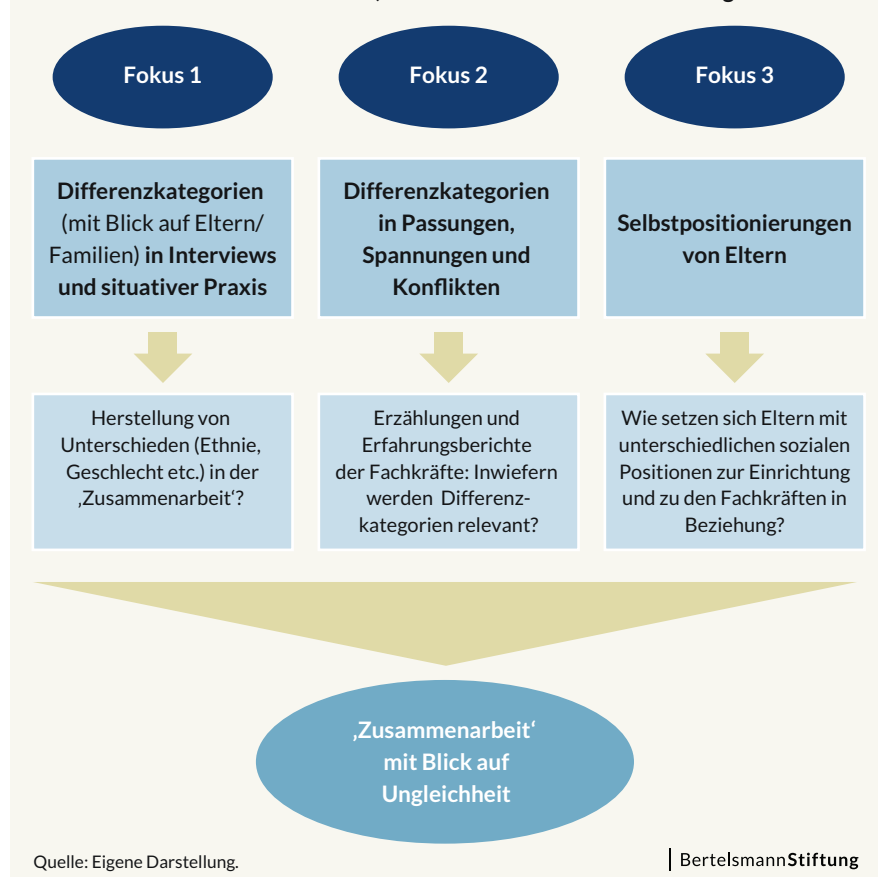 Fokus 1
Fokus 2
Fokus 3
Differenzkategorien
(mit Blick auf Eltern/
Familien) in Interviews
und situativer Praxis
Differenzkategorien
in Passungen,
Spannungen und
Konflikten
Selbstpositionierungen
von Eltern
Herstellung von
Unterschieden (Ethnie,
Geschlecht etc.) in der
‚Zusammenarbeit‘?
Erzählungen und
Erfahrungsberichte
der Fachkräfte: Inwiefern
werden Differenz-
kategorien relevant?
Wie setzen sich Eltern mit
unterschiedlichen sozialen
Positionen zur Einrichtung
und zu den Fachkräften in
Beziehung?
‚Zusammenarbeit‘
mit Blick auf
Ungleichheit
Quelle: Eigene Darstellung.
BertelsmannStiftung